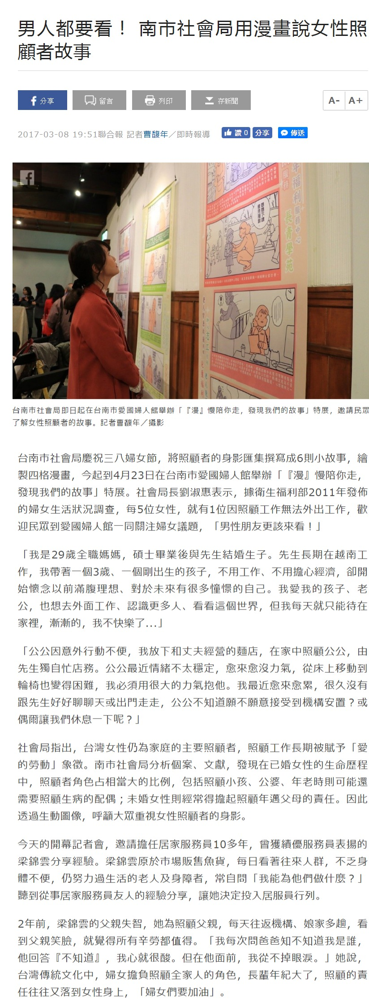 男人都要看！ 南市社會局用漫畫說女性照
顧者故事
分享
留言
列印
存新聞
A- A+
2017-03-08 19:51聯合報 記者曹馥年／即時報導
讚 0
分享
傳送
年福利服務中心
長青學苑
媽媽下課
會來接你
台南市社會局即日起在台南市愛國婦人館舉辦「『漫』慢陪你走，發現我們的故事」特展，邀請民眾
了解女性照顧者的故事。記者曹馥年／攝影
台南市社會局慶祝三八婦女節，將照顧者的身影匯集撰寫成6則小故事，繪
製四格漫畫，今起到4月23日在台南市愛國婦人館舉辦「『漫』慢陪你走，
發現我們的故事」特展。社會局長劉淑惠表示，據衛生福利部2011年發佈
的婦女生活狀況調查，每5位女性，就有1位因照顧工作無法外出工作，歡
迎民眾到愛國婦人館一同關注婦女議題，「男性朋友更該來看！」
「我是29歲全職媽媽，碩士畢業後與先生結婚生子。先生長期在越南工
作，我帶著一個3歲、一個剛出生的孩子，不用工作、不用擔心經濟，卻開
始懷念以前滿腹理想、對於未來有很多憧憬的自己。我愛我的孩子、老
公，也想去外面工作、認識更多人、看看這個世界，但我每天就只能待在
家裡，漸漸的，我不快樂了...」
「公公因意外行動不便，我放下和丈夫經營的麵店，在家中照顧公公，由
先生獨自忙店務。公公最近情緒不太穩定，愈來愈沒力氣，從床上移動到
輪椅也變得困難，我必須用很大的力氣抱他。我最近愈來愈累，很久沒有
跟先生好好聊聊天或出門走走，公公不知道願不願意接受到機構安置？或
偶爾讓我們休息一下呢？」
社會局指出，台灣女性仍為家庭的主要照顧者，照顧工作長期被賦予「愛
的勞動」象徵。南市社會局分析個案、文獻，發現在已婚女性的生命歷程
中，照顧者角色占相當大的比例，包括照顧小孩、公婆、年老時則可能還
需要照顧生病的配偶；未婚女性則經常得擔起照顧年邁父母的責任。因此
透過生動圖像，呼籲大眾重視女性照顧者的身影。
今天的開幕記者會，邀請擔任居家服務員10多年，曾獲績優服務員表揚的
梁錦雲分享經驗。梁錦雲原於市場販售魚貨，每日看著往來人群，不乏身
體不便，仍努力過生活的老人及身障者，常自問「我能為他們做什麼？」
聽到從事居家服務員友人的經驗分享，讓她決定投入居服員行列。
2年前，梁錦雲的父親失智，她為照顧父親，每天往返機構、娘家多趟，看
到父親笑臉，就覺得所有辛勞都值得。「我每次問爸爸知不知道我是誰，
他回答『不知道』，我心就很酸。但在他面前，我從不掉眼淚。」她說，
台灣傳統文化中，婦女擔負照顧全家人的角色，長輩年紀大了，照顧的責
任往往又落到女性身上，「婦女們要加油」。